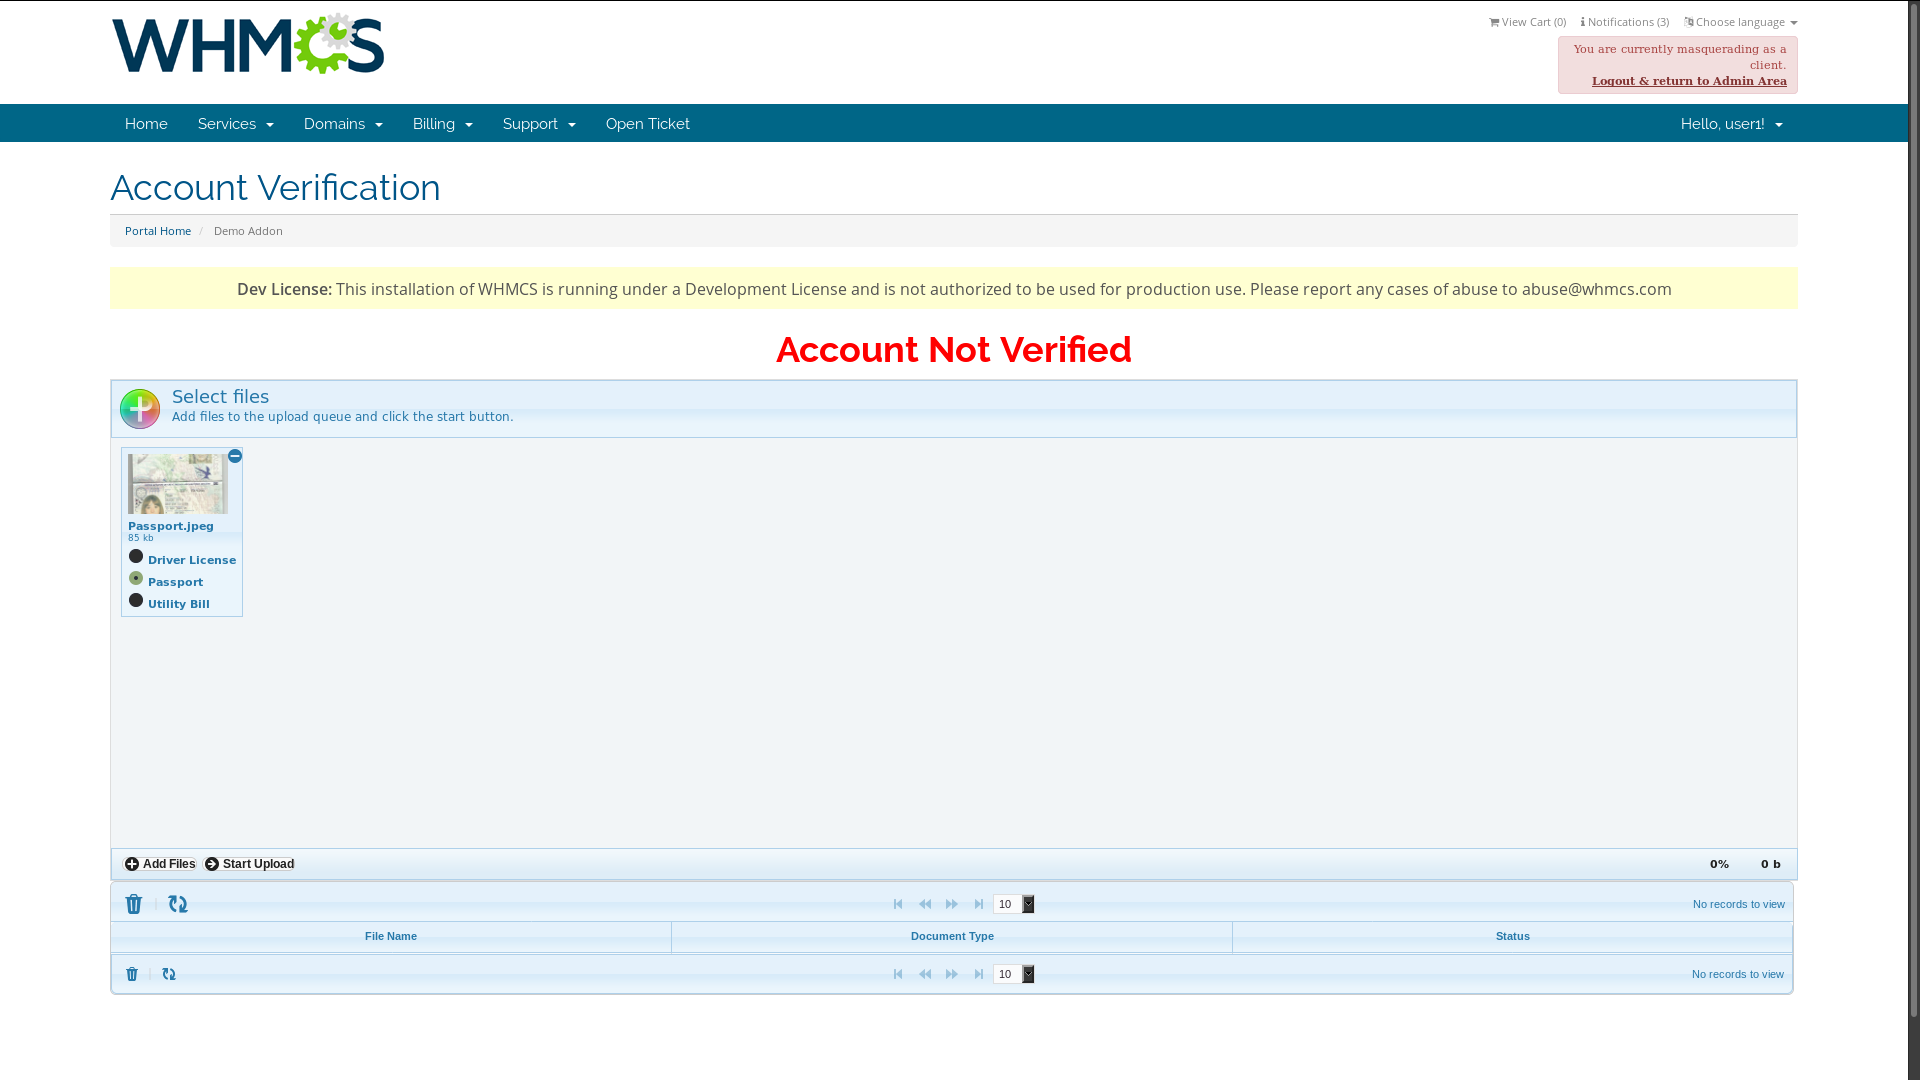 WHMCS
View Cart (0) Notifications (3) Choose language
You are currently masquerading as a
client.
Logout & return to Admin Area
Home Services Domains Billing Support Open Ticket Hello, user1!
Account Verification
Portal Home / Demo Addon
Dev License: This installation of WHMCS is running under a Development License and is not authorized to be used for production use. Please report any cases of abuse to abuse@whmcs.com
Account Not Verified
Select files
Add files to the upload queue and click the start button.
Passport.jpeg
85 kb
Driver License
Passport
Utility Bill
Add Files Start Upload 0% 0 b
10 No records to view
File Name Document Type Status
10 No records to view